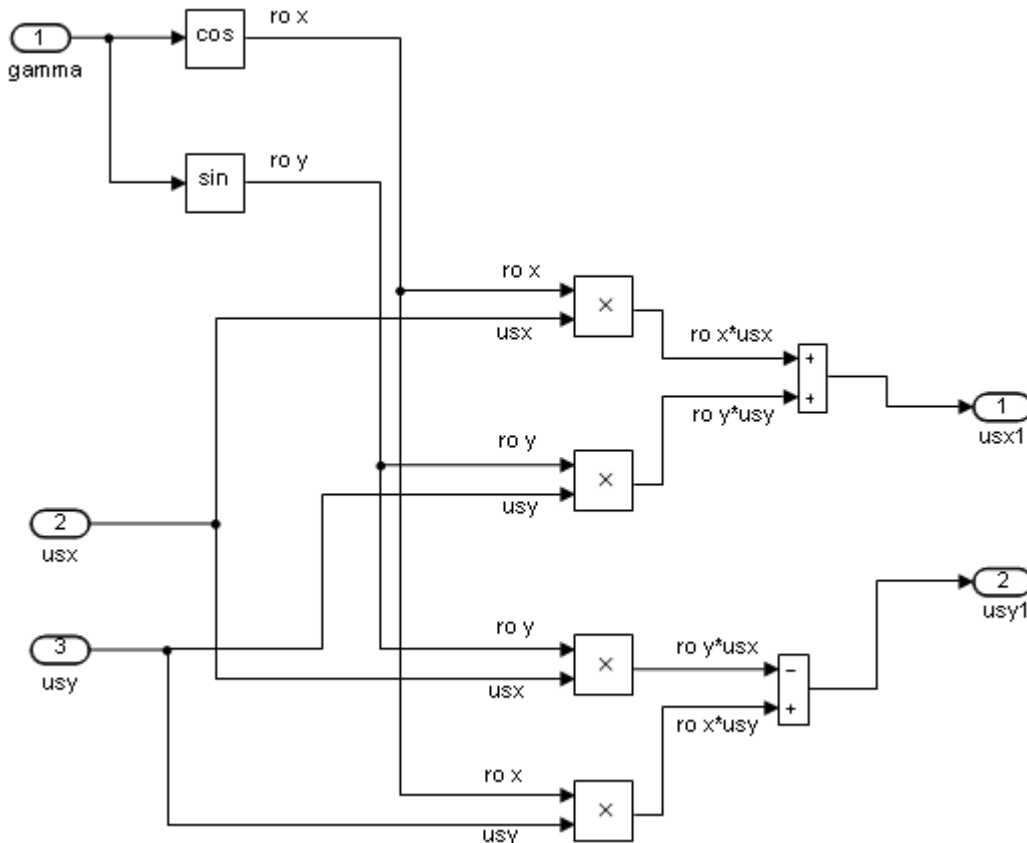 ro x
1
cos
gamma
ro y
sin
ro x
×
usx
ro x*usx
+
+
1
ro y*usy
usx1
ro y
×
usy
2
usx
2
usy1
ro y
3
ro y*usx
−
usy
usx
×
+
ro x*usy
ro x
×
usy